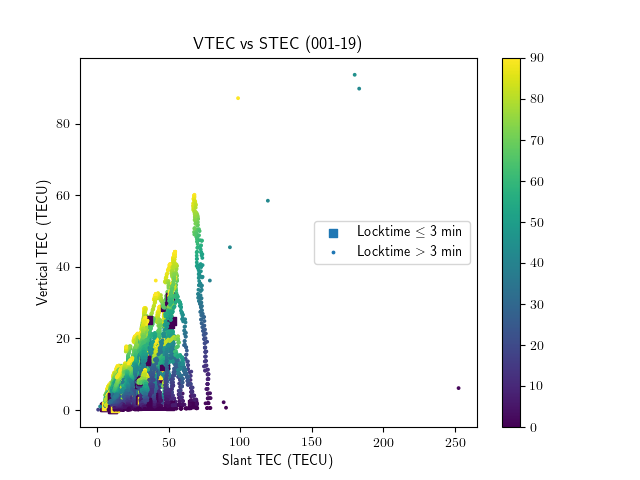 VTEC vs STEC (001-19)
Vertical TEC (TECU)
80
60
40
20
0
0 50 100 150 200 250
Slant TEC (TECU)
Locktime ≤ 3 min
Locktime > 3 min
90
80
70
60
50
40
30
20
10
0